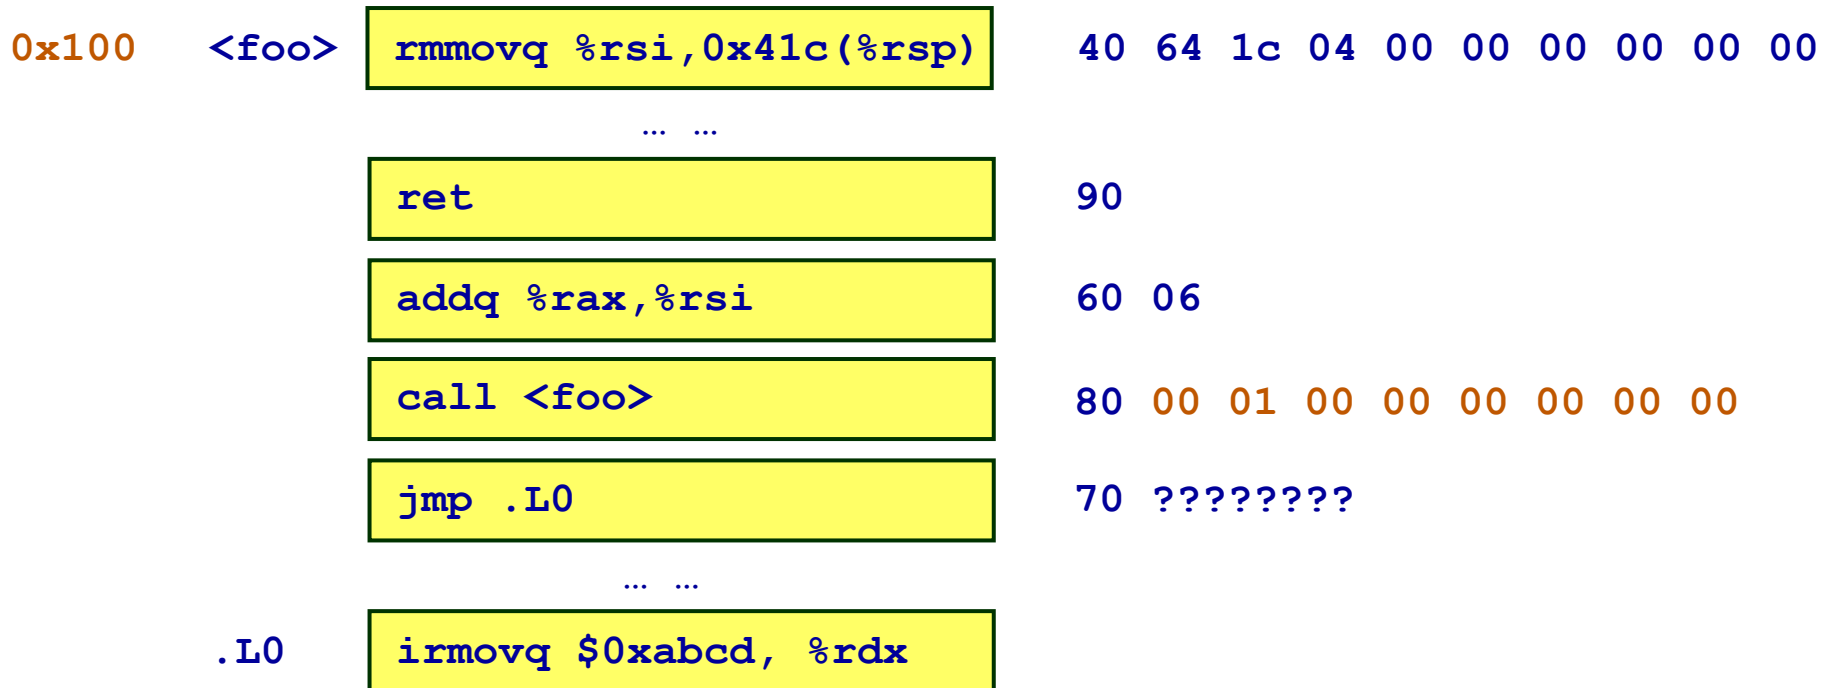 0x100 <foo> rmmovq %rsi,0x41c(%rsp) 40 64 1c 04 00 00 00 00 00 00
… …
ret 90
addq %rax,%rsi 60 06
call <foo> 80 00 01 00 00 00 00 00 00
jmp .L0 70 ????????
… …
.L0 irmovq $0xabcd, %rdx